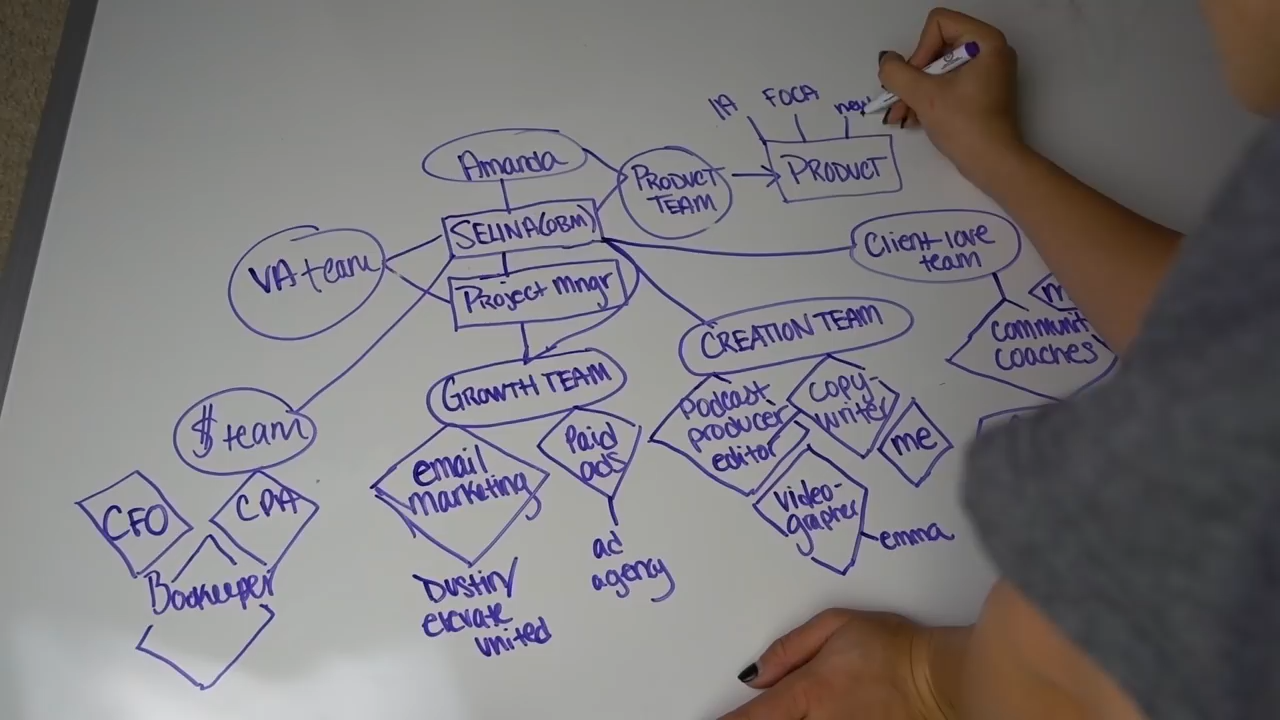 IA
FOCA
Amanda
PRODUCT
TEAM
PRODUCT
SELINA (OBM)
Client love
team
VA team
Project mngr
CREATION TEAM
community
coaches
GROWTH TEAM
$ team
Podcast
producer
editor
copy-
writer
me
Paid
ads
email
marketing
CFO
CPA
video-
grapher
emma
Bookkeeper
ad
agency
Dustin/
elevate
united